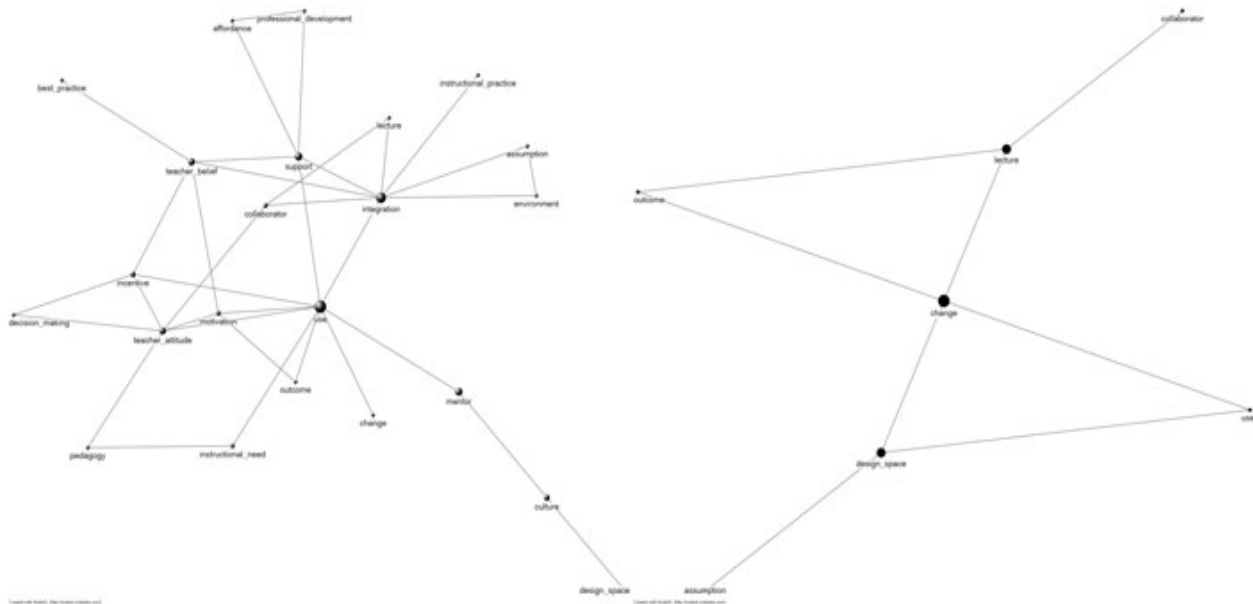 professional_development
affordance
best_practice
instructional_practice
lecture
assumption
support
teacher_belief
environment
collaborator
integration
incentive
decision_making
motivation
use
teacher_attitude
outcome
mentor
change
pedagogy
instructional_need
culture
design_space
collaborator
lecture
outcome
change
use
design_space
assumption